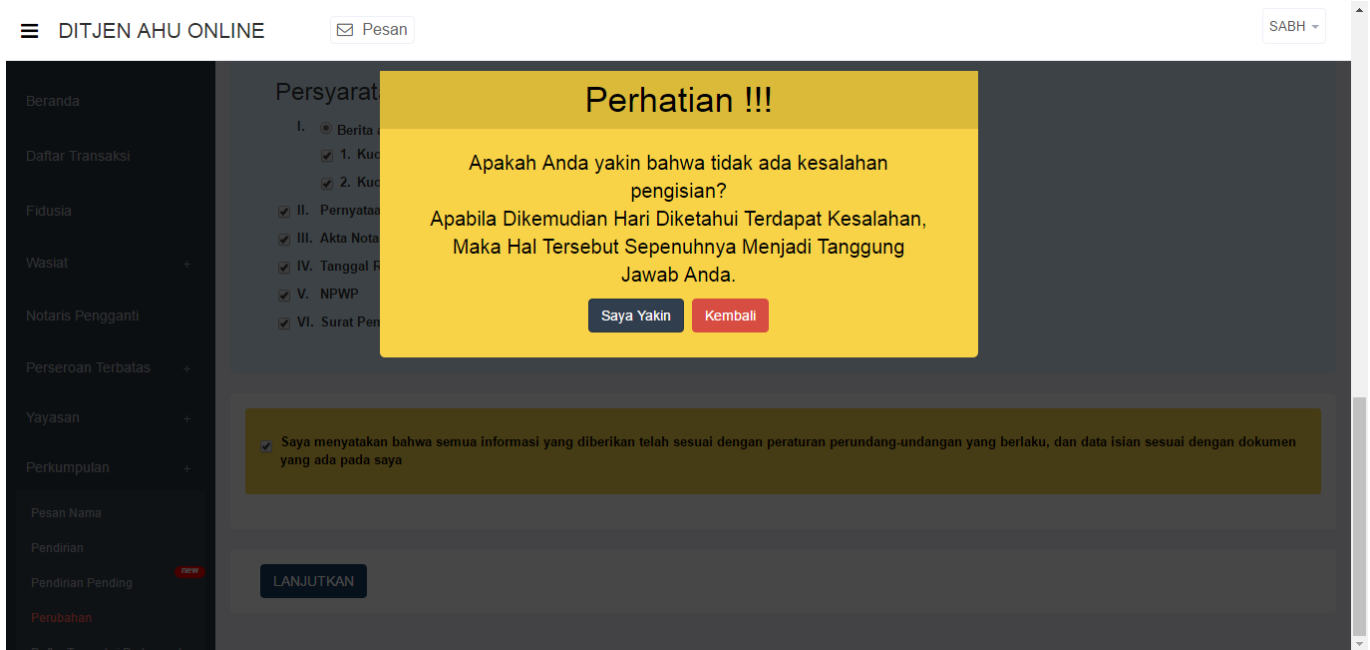 DITJEN AHU ONLINE
Pesan
SABH
Beranda
Daftar Transaksi
Fidusia
Wasiat +
Notaris Pengganti
Perseroan Terbatas +
Yayasan +
Perkumpulan +
Pesan Nama
Pendirian
new
Pendirian Pending
Perubahan
I. Berita
1.
2.
II.
III. Akta
IV. Tanggal
V. NPWP
VI. Surat
Perhatian !!!
Apakah Anda yakin bahwa tidak ada kesalahan
pengisian?
Apabila Dikemudian Hari Diketahui Terdapat Kesalahan,
Maka Hal Tersebut Sepenuhnya Menjadi Tanggung
Jawab Anda.
Saya Yakin Kembali
Saya menyatakan bahwa semua informasi yang diberikan telah sesuai dengan peraturan perundang-undangan yang berlaku, dan data isian sesuai dengan dokumen
yang ada pada saya
LANJUTKAN